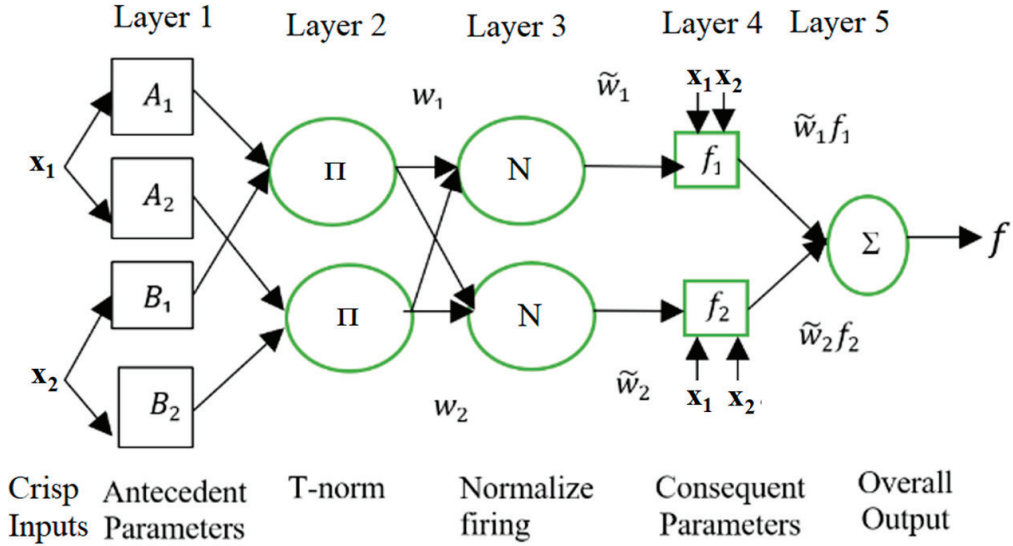 Layer 1 Layer 2 Layer 3 Layer 4 Layer 5
x₁ x₂
w₁ w̃₁
A₁ w̃₁f₁
x₁ Π N f₁
A₂
Σ f
B₁ Π N f₂
w̃₂f₂
x₂ w̃₂
B₂ w₂ x₁ x₂
Crisp Antecedent T-norm Normalize Consequent Overall
Inputs Parameters firing Parameters Output